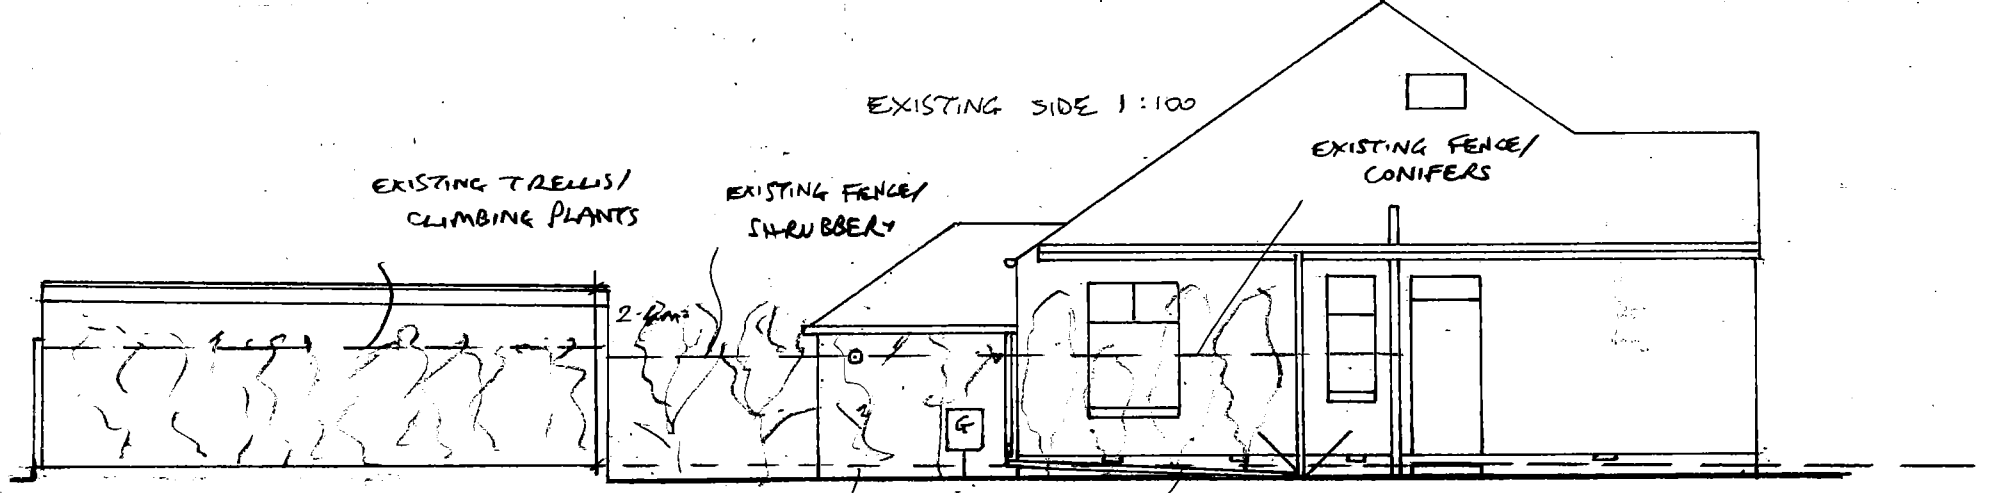 EXISTING SIDE 1:100
EXISTING FENCE/
CONIFERS
EXISTING TRELLIS/
CLIMBING PLANTS
EXISTING FENCE/
SHRUBBERY
G